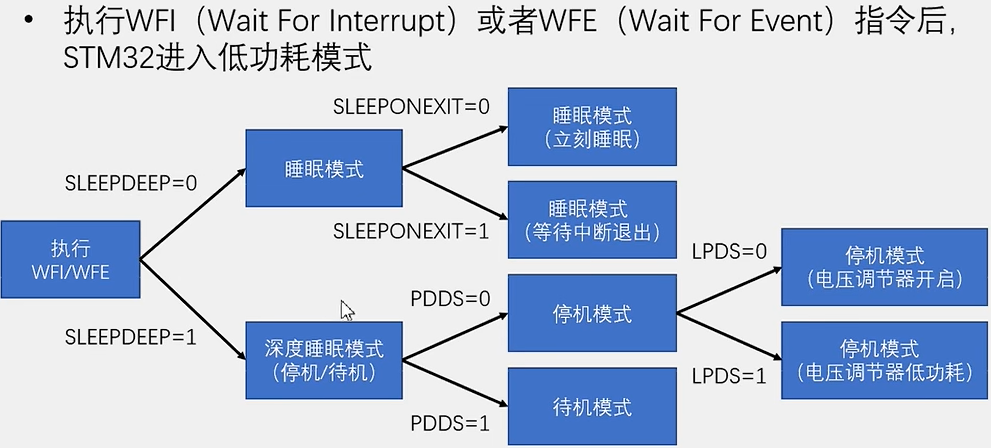 • 执行WFI（Wait For Interrupt）或者WFE（Wait For Event）指令后，
STM32进入低功耗模式
SLEEPONEXIT=0
睡眠模式
（立刻睡眠）
睡眠模式
SLEEPDEEP=0
睡眠模式
（等待中断退出）
SLEEPONEXIT=1
执行
WFI/WFE
LPDS=0
停机模式
（电压调节器开启）
PDDS=0
停机模式
SLEEPDEEP=1
深度睡眠模式
（停机/待机）
停机模式
（电压调节器低功耗）
LPDS=1
待机模式
PDDS=1